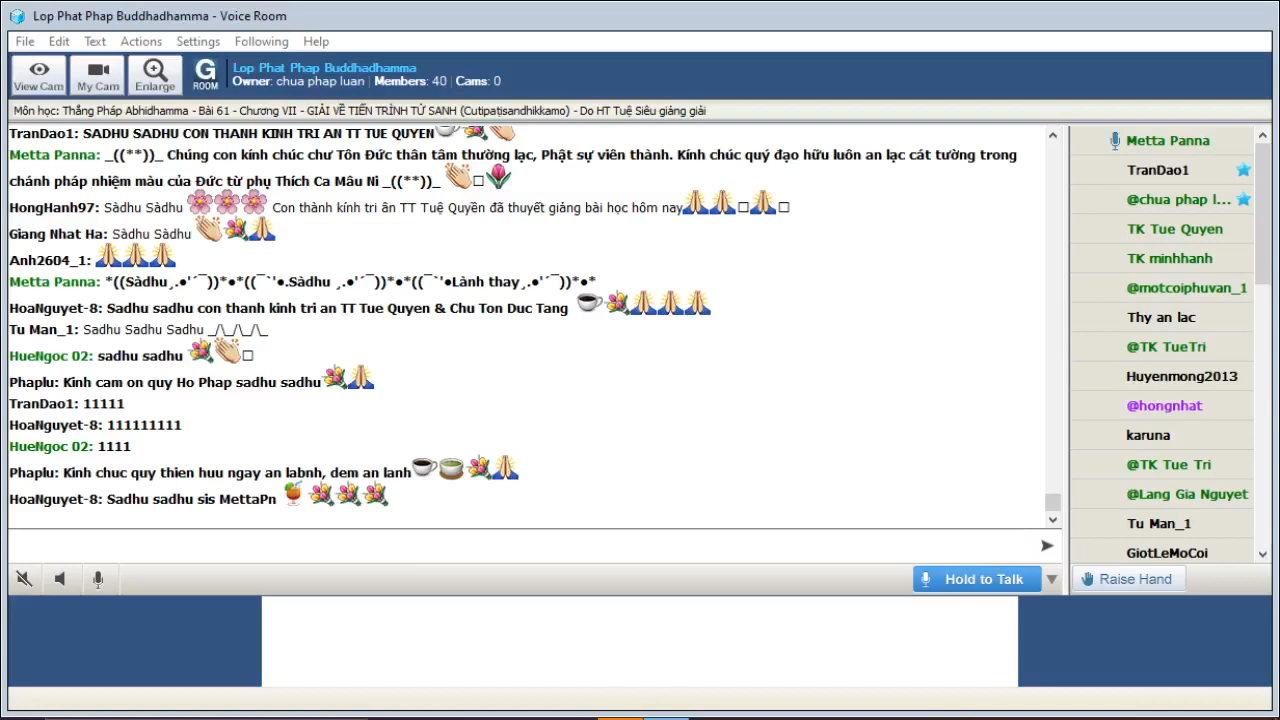 Lop Phat Phap Buddhadhamma - Voice Room
File Edit Text Actions Settings Following Help
View Cam My Cam Enlarge G ROOM
Lop Phat Phap Buddhadhamma
Owner: chua phap luan Members: 40 Cams: 0
Môn học: Thắng Pháp Abhidhamma - Bài 61 - Chương VII - GIẢI VỀ TIẾN TRÌNH TỬ SANH (Cutipaṭisandhikkamo) - Do HT Tuệ Siêu giảng giải
TranDao1: SADHU SADHU CON THANH KINH TRI AN TT TUE QUYEN
Metta Panna: _((**))_ Chúng con kính chúc chư Tôn Đức thân tâm thường lạc, Phật sự viên thành. Kính chúc quý đạo hữu luôn an lạc cát tường trong
chánh pháp nhiệm màu của Đức từ phụ Thích Ca Mâu Ni _((**))_
HongHanh97: Sàdhu Sàdhu Con thành kính tri ân TT Tuệ Quyền đã thuyết giảng bài học hôm nay
Giang Nhat Ha: Sàdhu Sàdhu
Anh2604_1:
Metta Panna: *((Sàdhu¸.●'´¯))*●*((¯`'●.Sàdhu ¸.●'´¯))*●*((¯`'●Lành thay¸.●'´¯))*●*
HoaNguyet-8: Sadhu sadhu con thanh kinh tri an TT Tue Quyen & Chu Ton Duc Tang
Tu Man_1: Sadhu Sadhu Sadhu _/\_/\_/\_
HueNgoc 02: sadhu sadhu
Phaplu: Kinh cam on quy Ho Phap sadhu sadhu
TranDao1: 11111
HoaNguyet-8: 111111111
HueNgoc 02: 1111
Phaplu: Kinh chuc quy thien huu ngay an labnh, dem an lanh
HoaNguyet-8: Sadhu sadhu sis MettaPn
Metta Panna
TranDao1
@chua phap l...
TK Tue Quyen
TK minhhanh
@motcoiphuvan_1
Thy an lac
@TK TueTri
Huyenmong2013
@hongnhat
karuna
@TK Tue Tri
@Lang Gia Nguyet
Tu Man_1
GiotLeMoCoi
Hold to Talk
Raise Hand